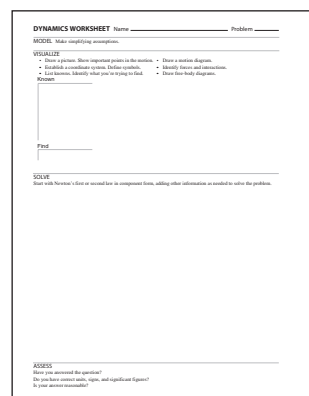 DYNAMICS WORKSHEET Name Problem
MODEL Make simplifying assumptions.
VISUALIZE
• Draw a picture. Show important points in the motion. • Draw a motion diagram.
• Establish a coordinate system. Define symbols. • Identify forces and interactions.
• List knowns. Identify what you're trying to find. • Draw free-body diagrams.
Known
Find
SOLVE
Start with Newton's first or second law in component form, adding other information as needed to solve the problem.
ASSESS
Have you answered the question?
Do you have correct units, signs, and significant figures?
Is your answer reasonable?